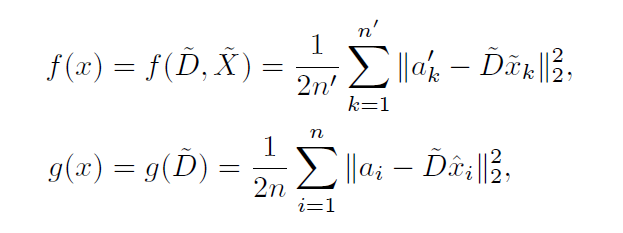 f(x) = f(D̃, X̃) = \frac{1}{2n'} \sum_{k=1}^{n'} \|a'_k − D̃x̃_k\|_2^2,
g(x) = g(D̃) = \frac{1}{2n} \sum_{i=1}^{n} \|a_i − D̃x̂_i\|_2^2,